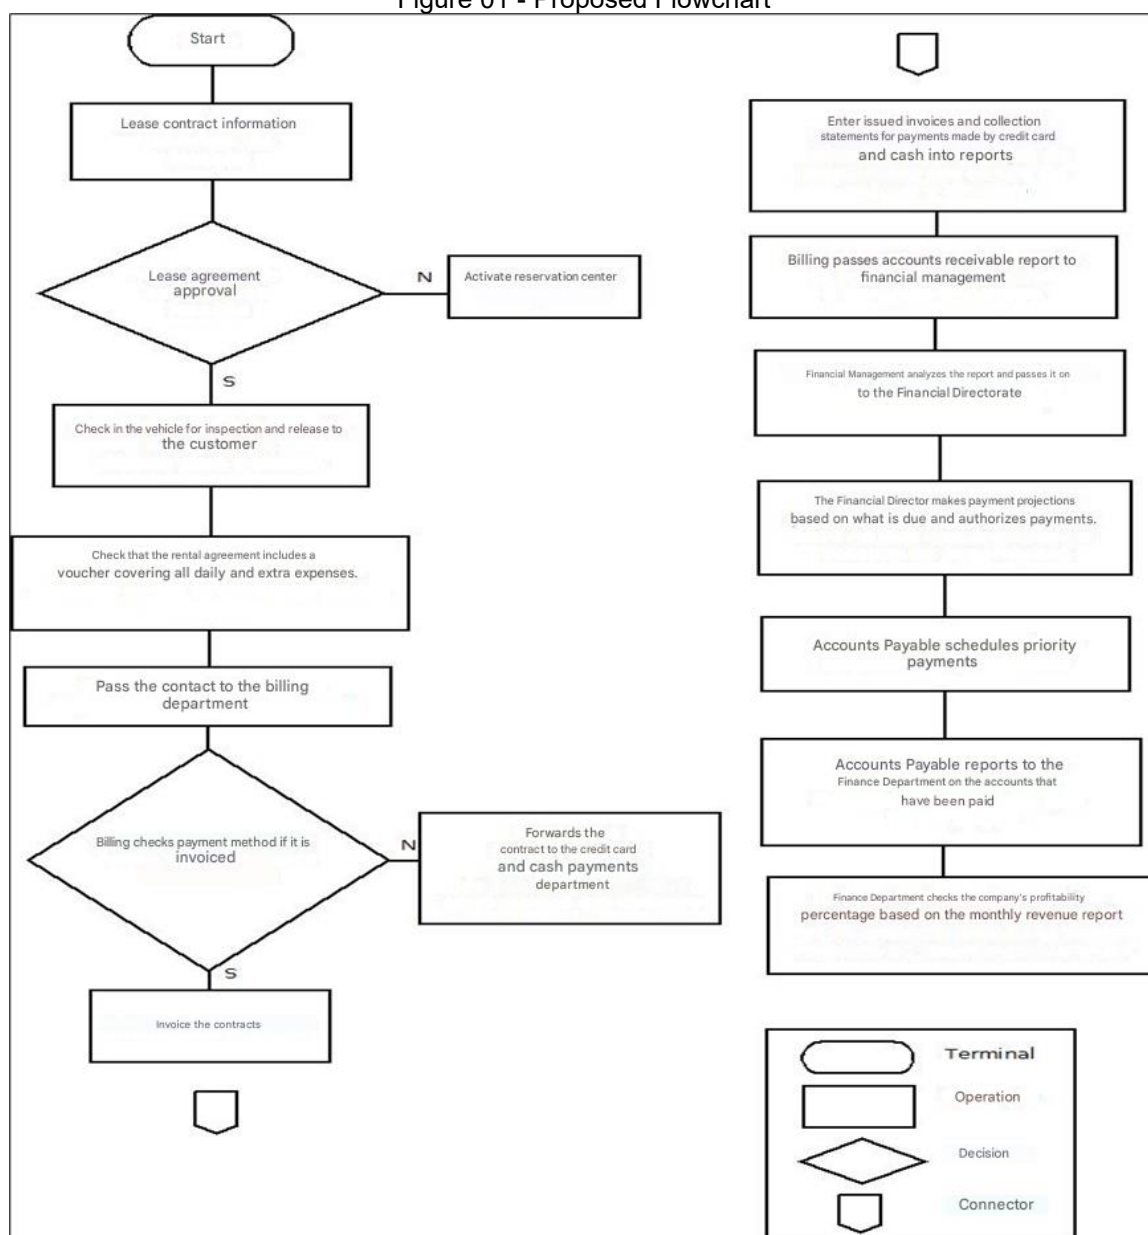 Figure 01 - Proposed Flowchart
Start
Lease contract information
Lease agreement
approval
N
Activate reservation center
S
Check in the vehicle for inspection and release to
the customer
Check that the rental agreement includes a
voucher covering all daily and extra expenses.
Pass the contact to the billing
department
Billing checks payment method if it is
invoiced
N
Forwards the
contract to the credit card
and cash payments
department
S
Invoice the contracts
Enter issued invoices and collection
statements for payments made by credit card
and cash into reports
Billing passes accounts receivable report to
financial management
Financial Management analyzes the report and passes it on
to the Financial Directorate
The Financial Director makes payment projections
based on what is due and authorizes payments.
Accounts Payable schedules priority
payments
Accounts Payable reports to the
Finance Department on the accounts that
have been paid
Finance Department checks the company's profitability
percentage based on the monthly revenue report
Terminal
Operation
Decision
Connector